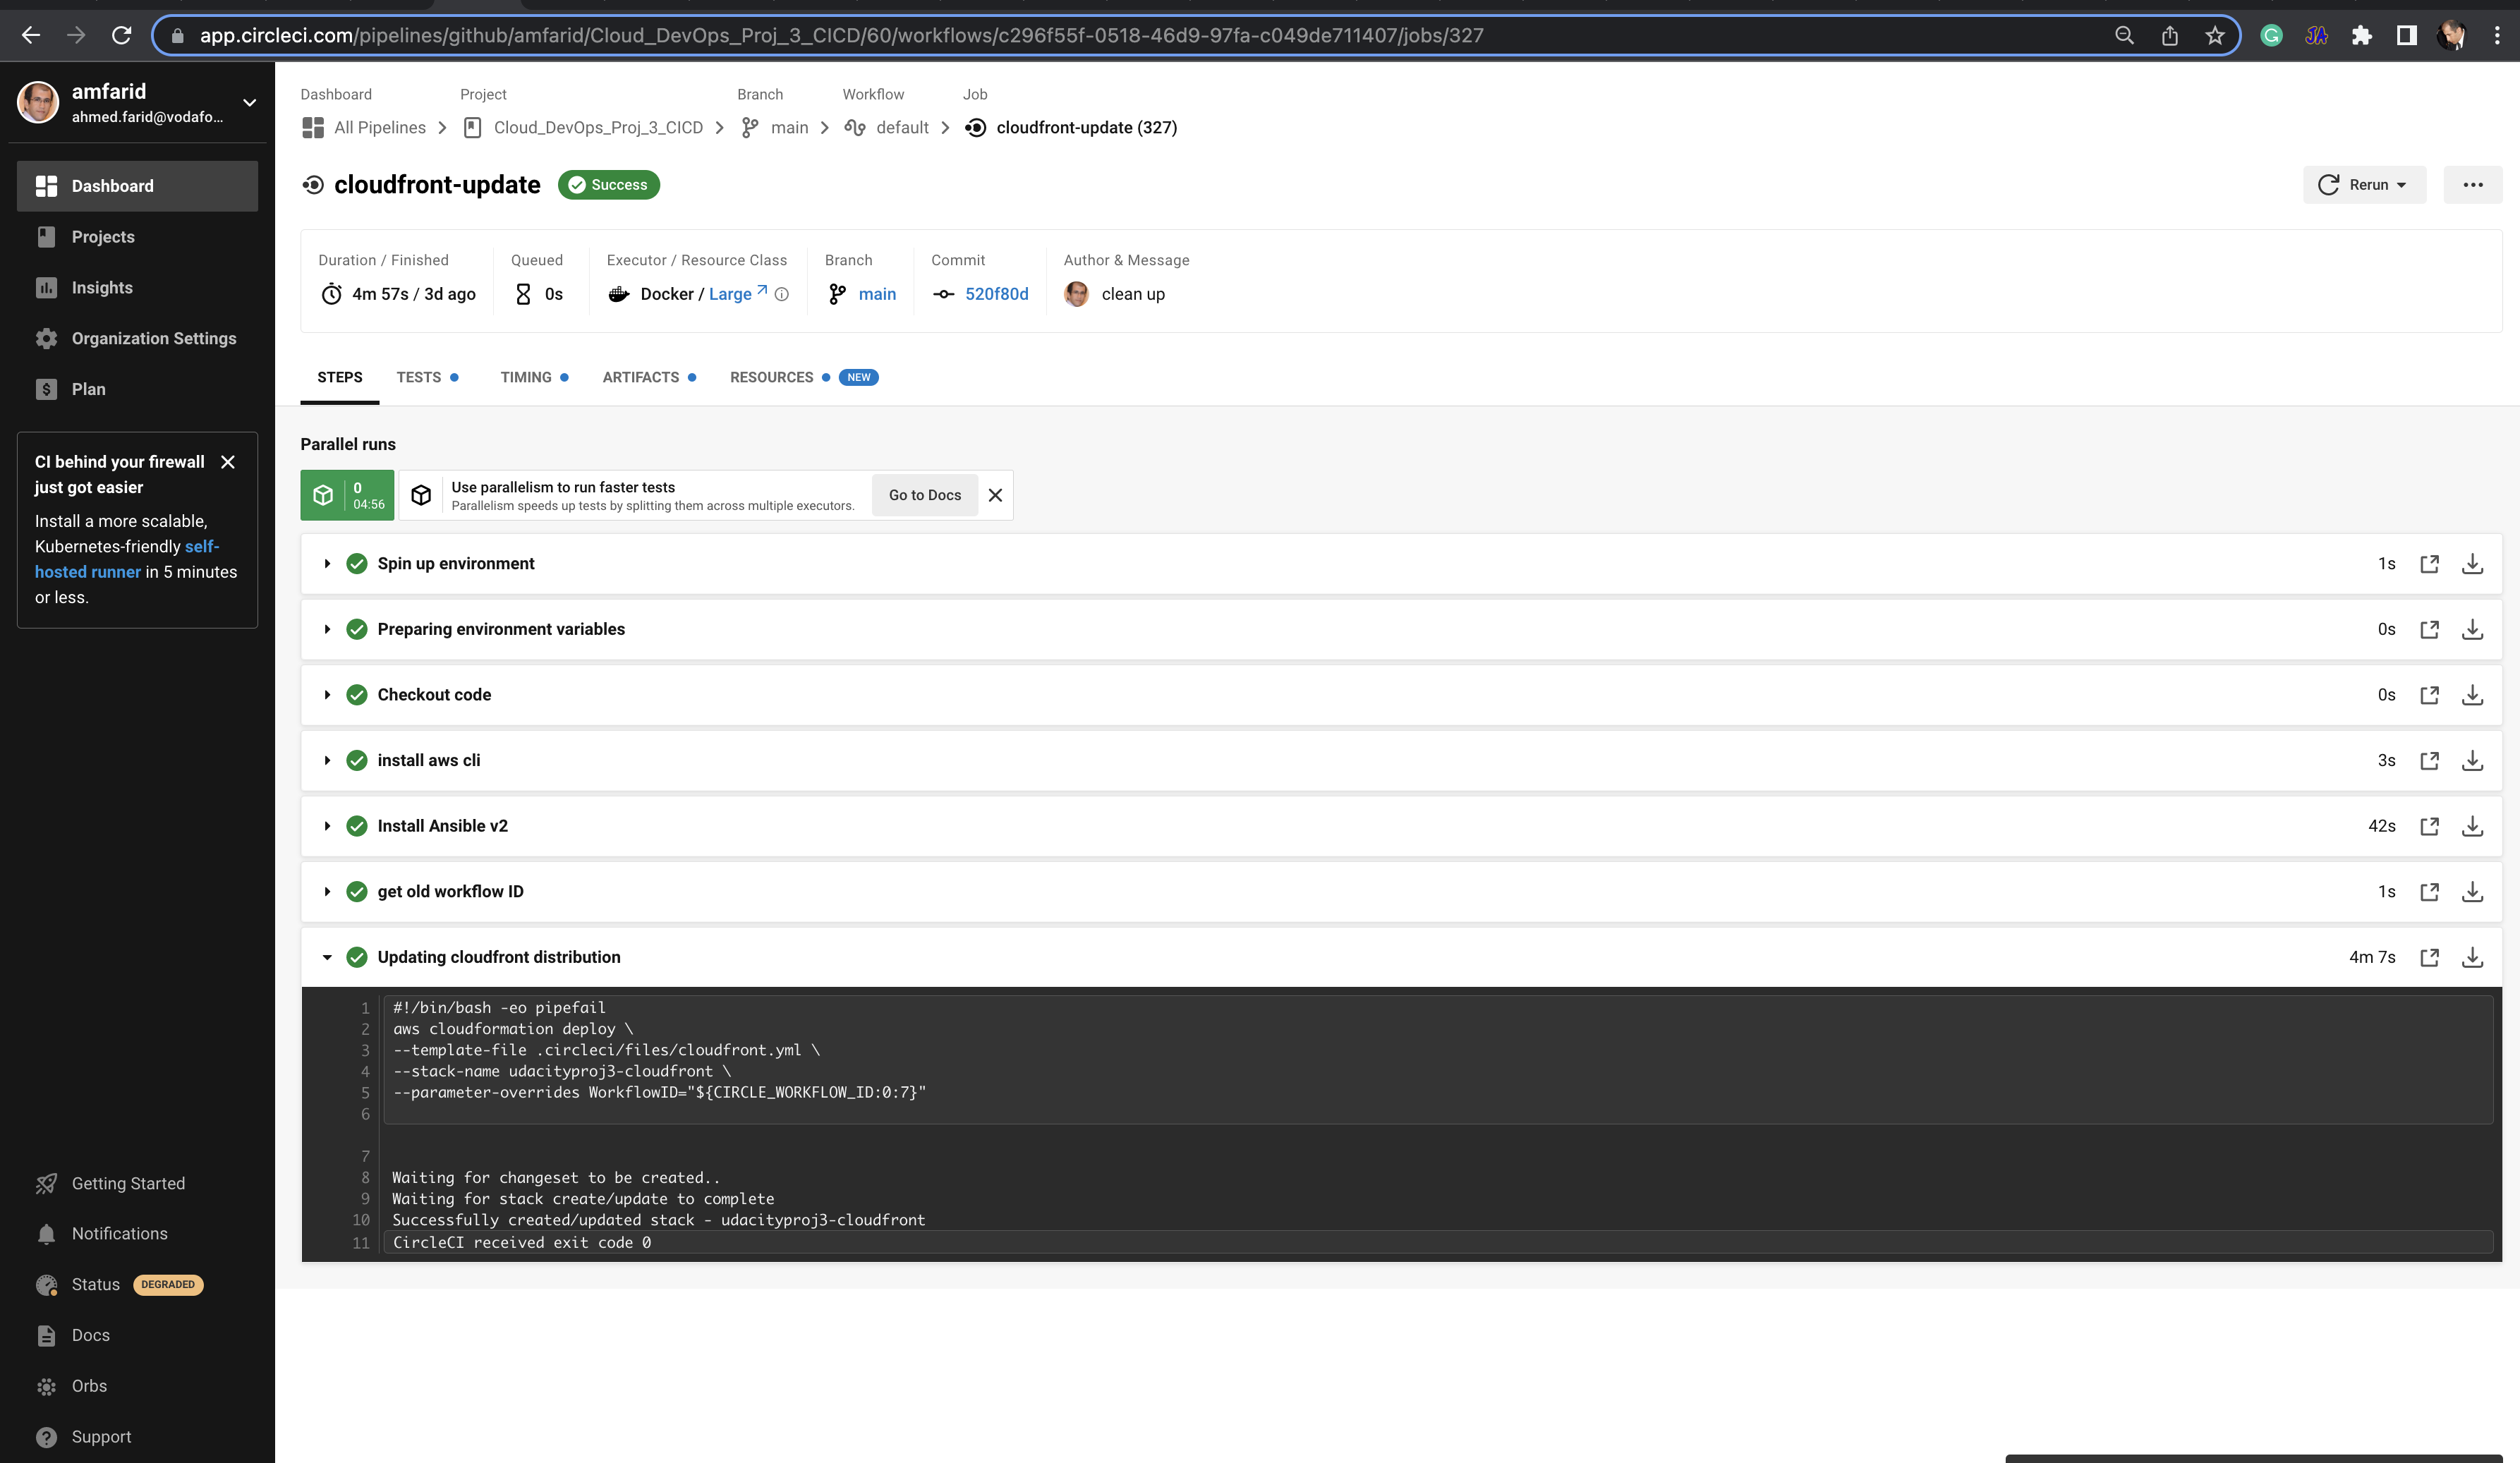 app.circleci.com/pipelines/github/amfarid/Cloud_DevOps_Proj_3_CICD/60/workflows/c296f55f-0518-46d9-97fa-c049de711407/jobs/327
amfarid
ahmed.farid@vodafo...
Dashboard
Projects
Insights
Organization Settings
Plan
CI behind your firewall
just got easier
Install a more scalable,
Kubernetes-friendly self-
hosted runner in 5 minutes
or less.
Getting Started
Notifications
Status DEGRADED
Docs
Orbs
Support
Dashboard Project Branch Workflow Job
All Pipelines Cloud_DevOps_Proj_3_CICD main default cloudfront-update (327)
cloudfront-update Success
Rerun
Duration / Finished Queued Executor / Resource Class Branch Commit Author & Message
4m 57s / 3d ago 0s Docker / Large main 520f80d clean up
STEPS TESTS TIMING ARTIFACTS RESOURCES NEW
Parallel runs
0
04:56
Use parallelism to run faster tests
Parallelism speeds up tests by splitting them across multiple executors.
Go to Docs
Spin up environment 1s
Preparing environment variables 0s
Checkout code 0s
install aws cli 3s
Install Ansible v2 42s
get old workflow ID 1s
Updating cloudfront distribution 4m 7s
1 #!/bin/bash -eo pipefail
2 aws cloudformation deploy \
3 --template-file .circleci/files/cloudfront.yml \
4 --stack-name udacityproj3-cloudfront \
5 --parameter-overrides WorkflowID="${CIRCLE_WORKFLOW_ID:0:7}"
6
7
8 Waiting for changeset to be created..
9 Waiting for stack create/update to complete
10 Successfully created/updated stack - udacityproj3-cloudfront
11 CircleCI received exit code 0